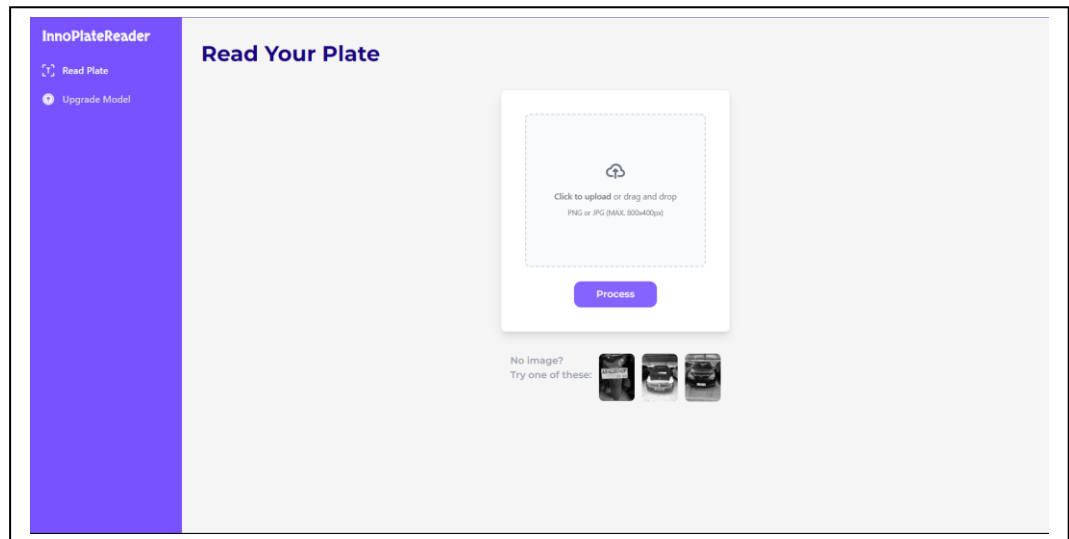 InnoPlateReader
Read Plate
Upgrade Model
Read Your Plate
Click to upload or drag and drop
PNG or JPG (MAX. 800x400px)
Process
No image?
Try one of these: